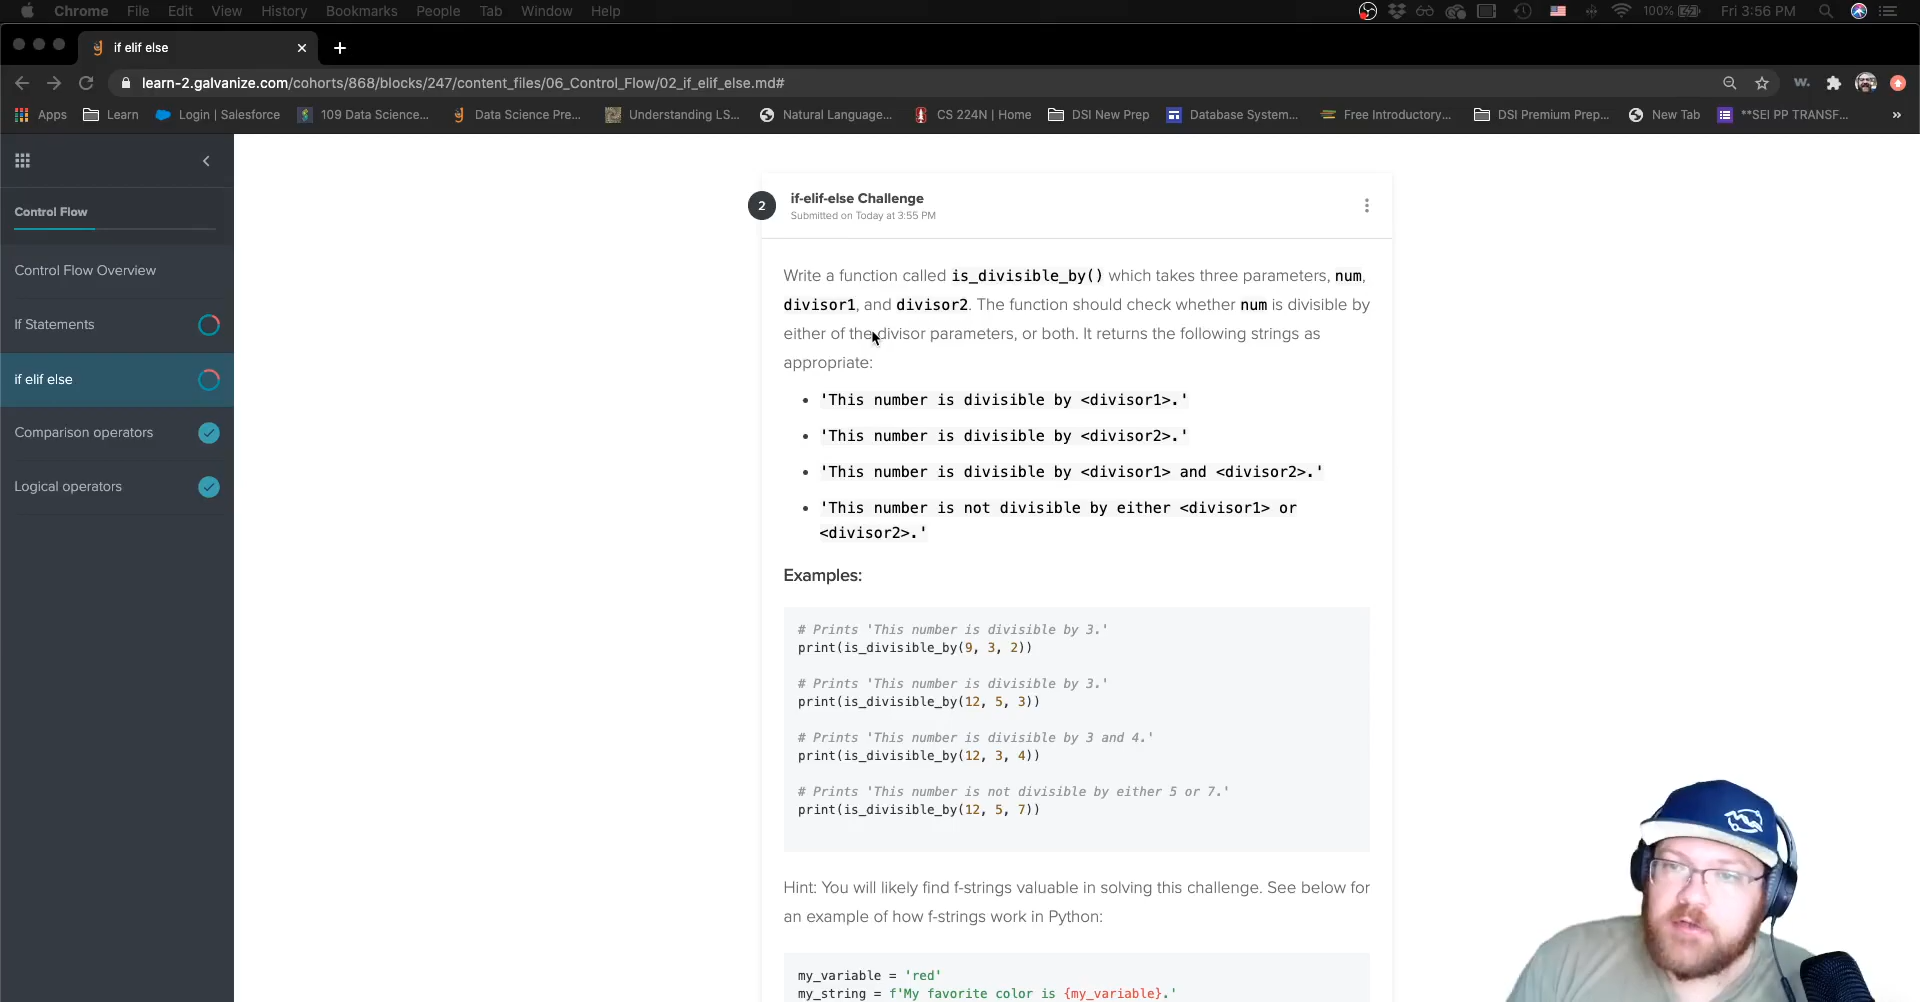 Chrome File Edit View History Bookmarks People Tab Window Help 100% Fri 3:56 PM
if elif else
learn-2.galvanize.com/cohorts/868/blocks/247/content_files/06_Control_Flow/02_if_elif_else.md#
Apps Learn Login | Salesforce 109 Data Science... Data Science Pre... Understanding LS... Natural Language... CS 224N | Home DSI New Prep Database System... Free Introductory... DSI Premium Prep... New Tab **SEI PP TRANSF... »
Control Flow
Control Flow Overview
If Statements
if elif else
Comparison operators
Logical operators
2 if-elif-else Challenge
Submitted on Today at 3:55 PM
Write a function called is_divisible_by() which takes three parameters, num,
divisor1, and divisor2. The function should check whether num is divisible by
either of the divisor parameters, or both. It returns the following strings as
appropriate:
• 'This number is divisible by <divisor1>.'
• 'This number is divisible by <divisor2>.'
• 'This number is divisible by <divisor1> and <divisor2>.'
• 'This number is not divisible by either <divisor1> or
<divisor2>.'
Examples:
# Prints 'This number is divisible by 3.'
print(is_divisible_by(9, 3, 2))
# Prints 'This number is divisible by 3.'
print(is_divisible_by(12, 5, 3))
# Prints 'This number is divisible by 3 and 4.'
print(is_divisible_by(12, 3, 4))
# Prints 'This number is not divisible by either 5 or 7.'
print(is_divisible_by(12, 5, 7))
Hint: You will likely find f-strings valuable in solving this challenge. See below for
an example of how f-strings work in Python:
my_variable = 'red'
my_string = f'My favorite color is {my_variable}.'